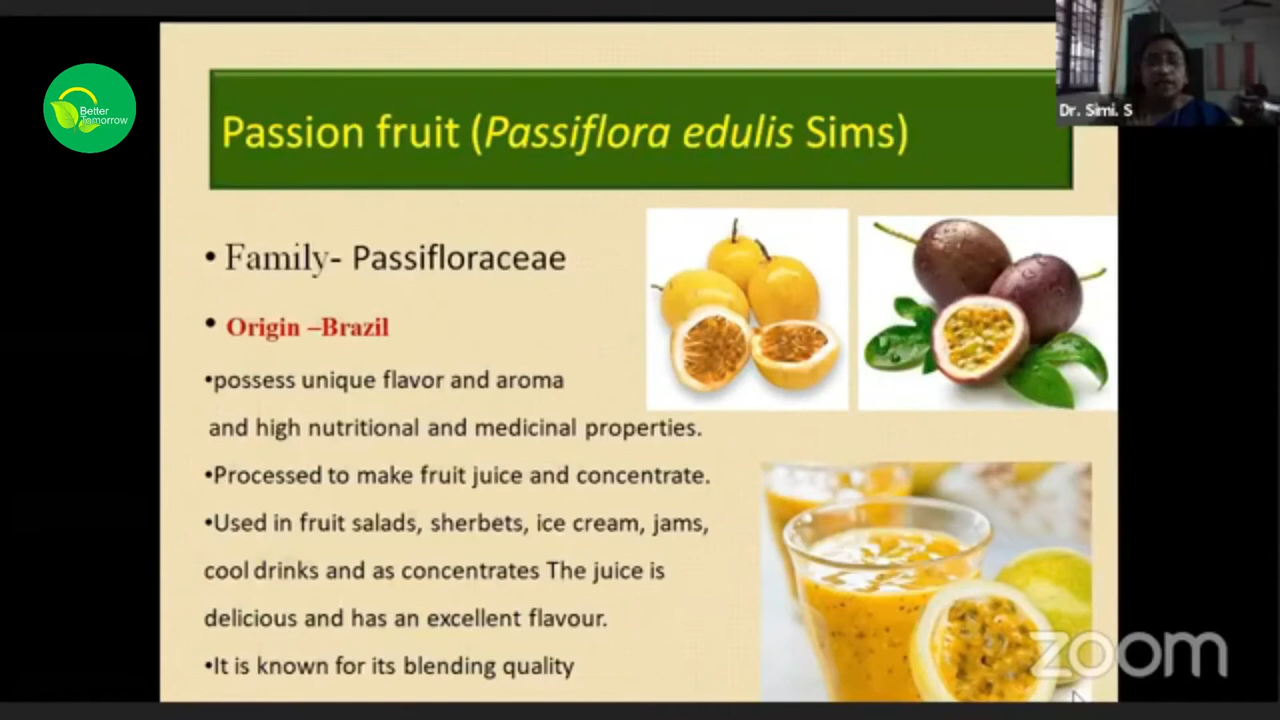 Better
Tomorrow
Dr. Simi. S
Passion fruit (Passiflora edulis Sims)
• Family- Passifloraceae
• Origin –Brazil
•possess unique flavor and aroma
and high nutritional and medicinal properties.
•Processed to make fruit juice and concentrate.
•Used in fruit salads, sherbets, ice cream, jams,
cool drinks and as concentrates The juice is
delicious and has an excellent flavour.
•It is known for its blending quality
zoom